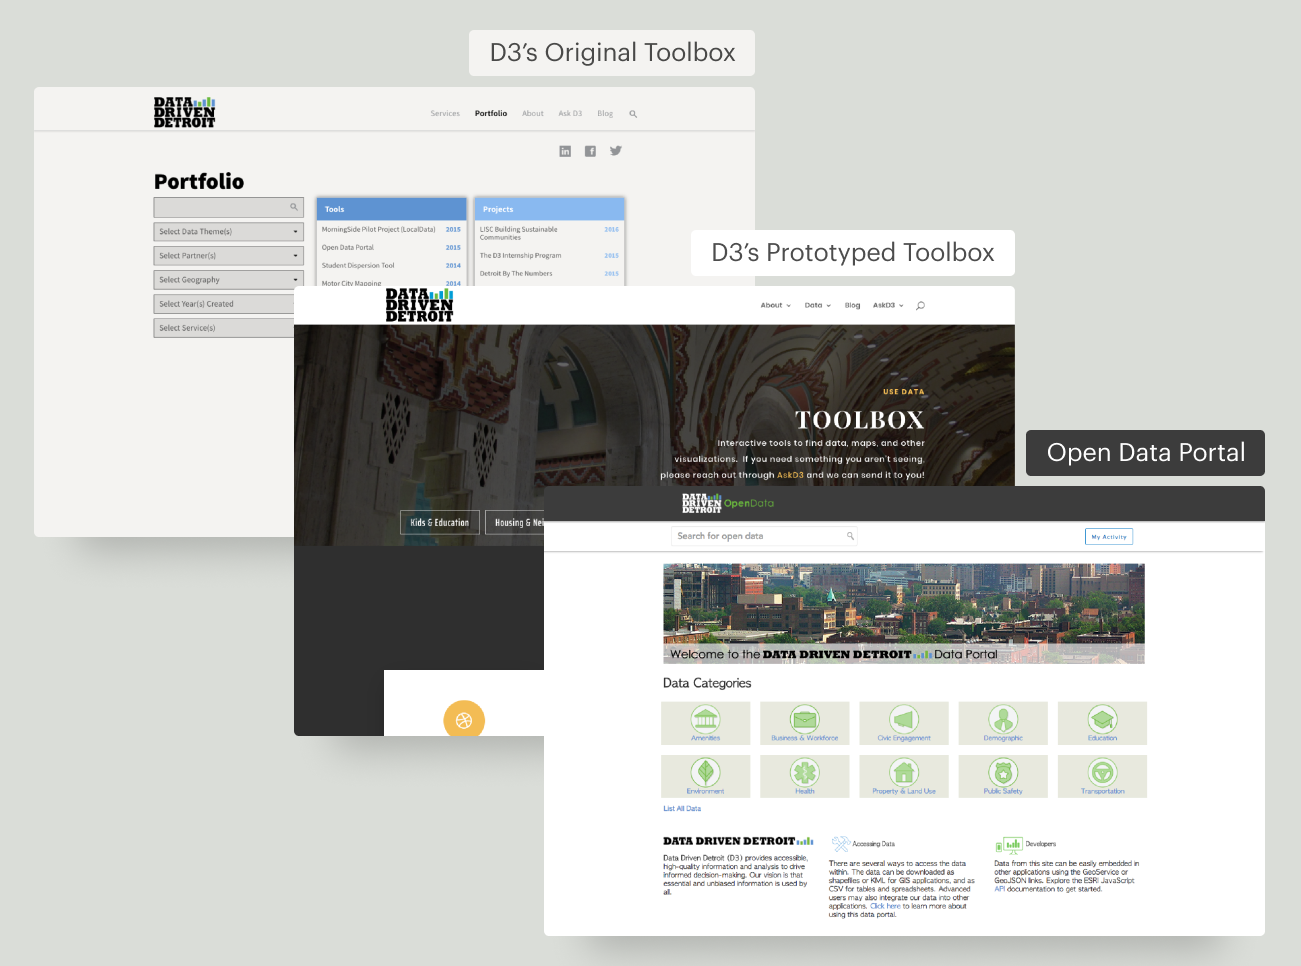 D3's Original Toolbox
DATA
DRIVEN
DETROIT
Services Portfolio About Ask D3 Blog
Portfolio
Select Data Theme(s)
Select Partner(s)
Select Geography
Select Year(s) Created
Select Service(s)
Tools
MorningSide Pilot Project (LocalData) 2015
Open Data Portal 2015
Student Dispersion Tool 2014
Motor City Mapping 2014
Projects
LISC Building Sustainable 2016
Communities
The D3 Internship Program 2015
Detroit By The Numbers 2015
D3's Prototyped Toolbox
DATA
DRIVEN
DETROIT
About Data Blog AskD3
USE DATA
TOOLBOX
Interactive tools to find data, maps, and other
visualizations. If you need something you aren't seeing,
please reach out through AskD3 and we can send it to you!
Kids & Education Housing & Nei
Open Data Portal
DATA
DRIVEN
DETROIT OpenData
Search for open data
My Activity
Welcome to the DATA DRIVEN DETROIT Data Portal
Data Categories
Amenities Business & Workforce Civic Engagement Demographic Education
Environment Health Property & Land Use Public Safety Transportation
List All Data
DATA DRIVEN DETROIT
Data Driven Detroit (D3) provides accessible,
high-quality information and analysis to drive
informed decision-making. Our vision is that
essential and unbiased information is used by
all.
Accessing Data
There are several ways to access the data
within. The data can be downloaded as
shapefiles or KML for GIS applications, and as
CSV for tables and spreadsheets. Advanced
users may also integrate our data into other
applications. Click here to learn more about
using this data portal.
Developers
Data from this site can be easily embedded in
other applications using the GeoService or
GeoJSON links. Explore the ESRI JavaScript
API documentation to get started.